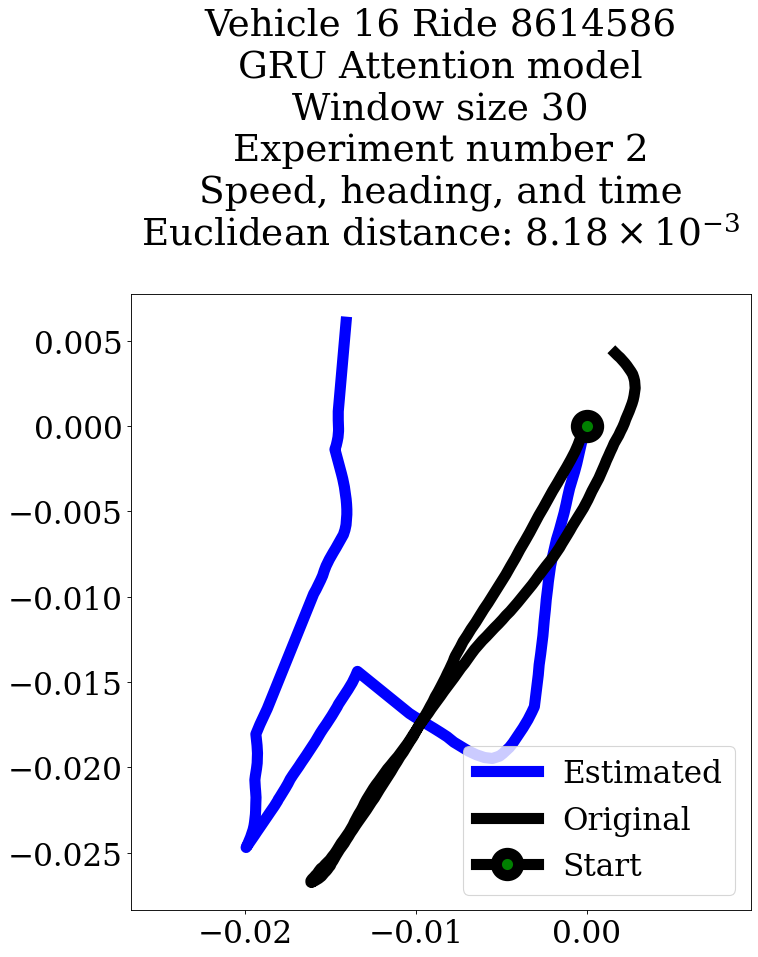 Vehicle 16 Ride 8614586
GRU Attention model
Window size 30
Experiment number 2
Speed, heading, and time
Euclidean distance: 8.18 × 10⁻³
0.005
0.000
−0.005
−0.010
−0.015
−0.020
−0.025
Estimated
Original
Start
−0.02 −0.01 0.00